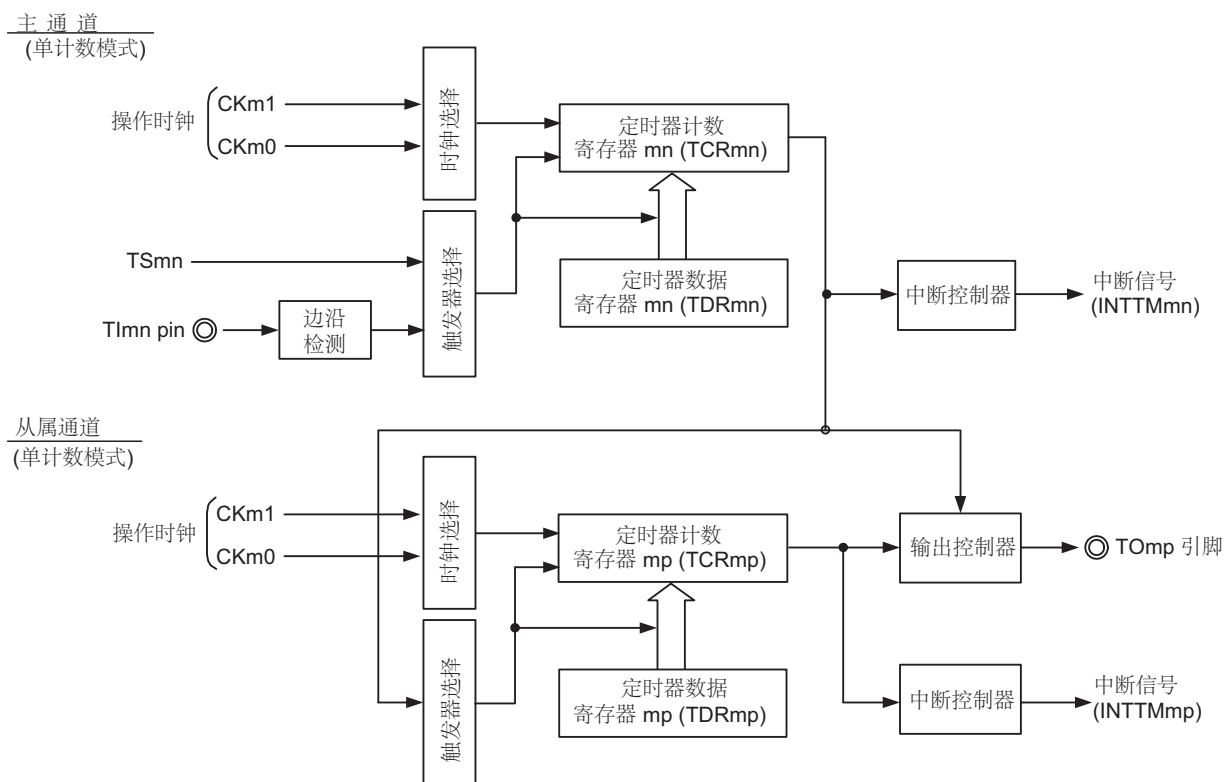 主 通 道
(单计数模式)
操作时钟
CKm1
CKm0
时钟选择
定时器计数
寄存器 mn (TCRmn)
TSmn
TImn pin
边沿
检测
触发器选择
定时器数据
寄存器 mn (TDRmn)
中断控制器
中断信号
(INTTMmn)
从属通道
(单计数模式)
操作时钟
CKm1
CKm0
时钟选择
定时器计数
寄存器 mp (TCRmp)
输出控制器
TOmp 引脚
触发器选择
定时器数据
寄存器 mp (TDRmp)
中断控制器
中断信号
(INTTMmp)